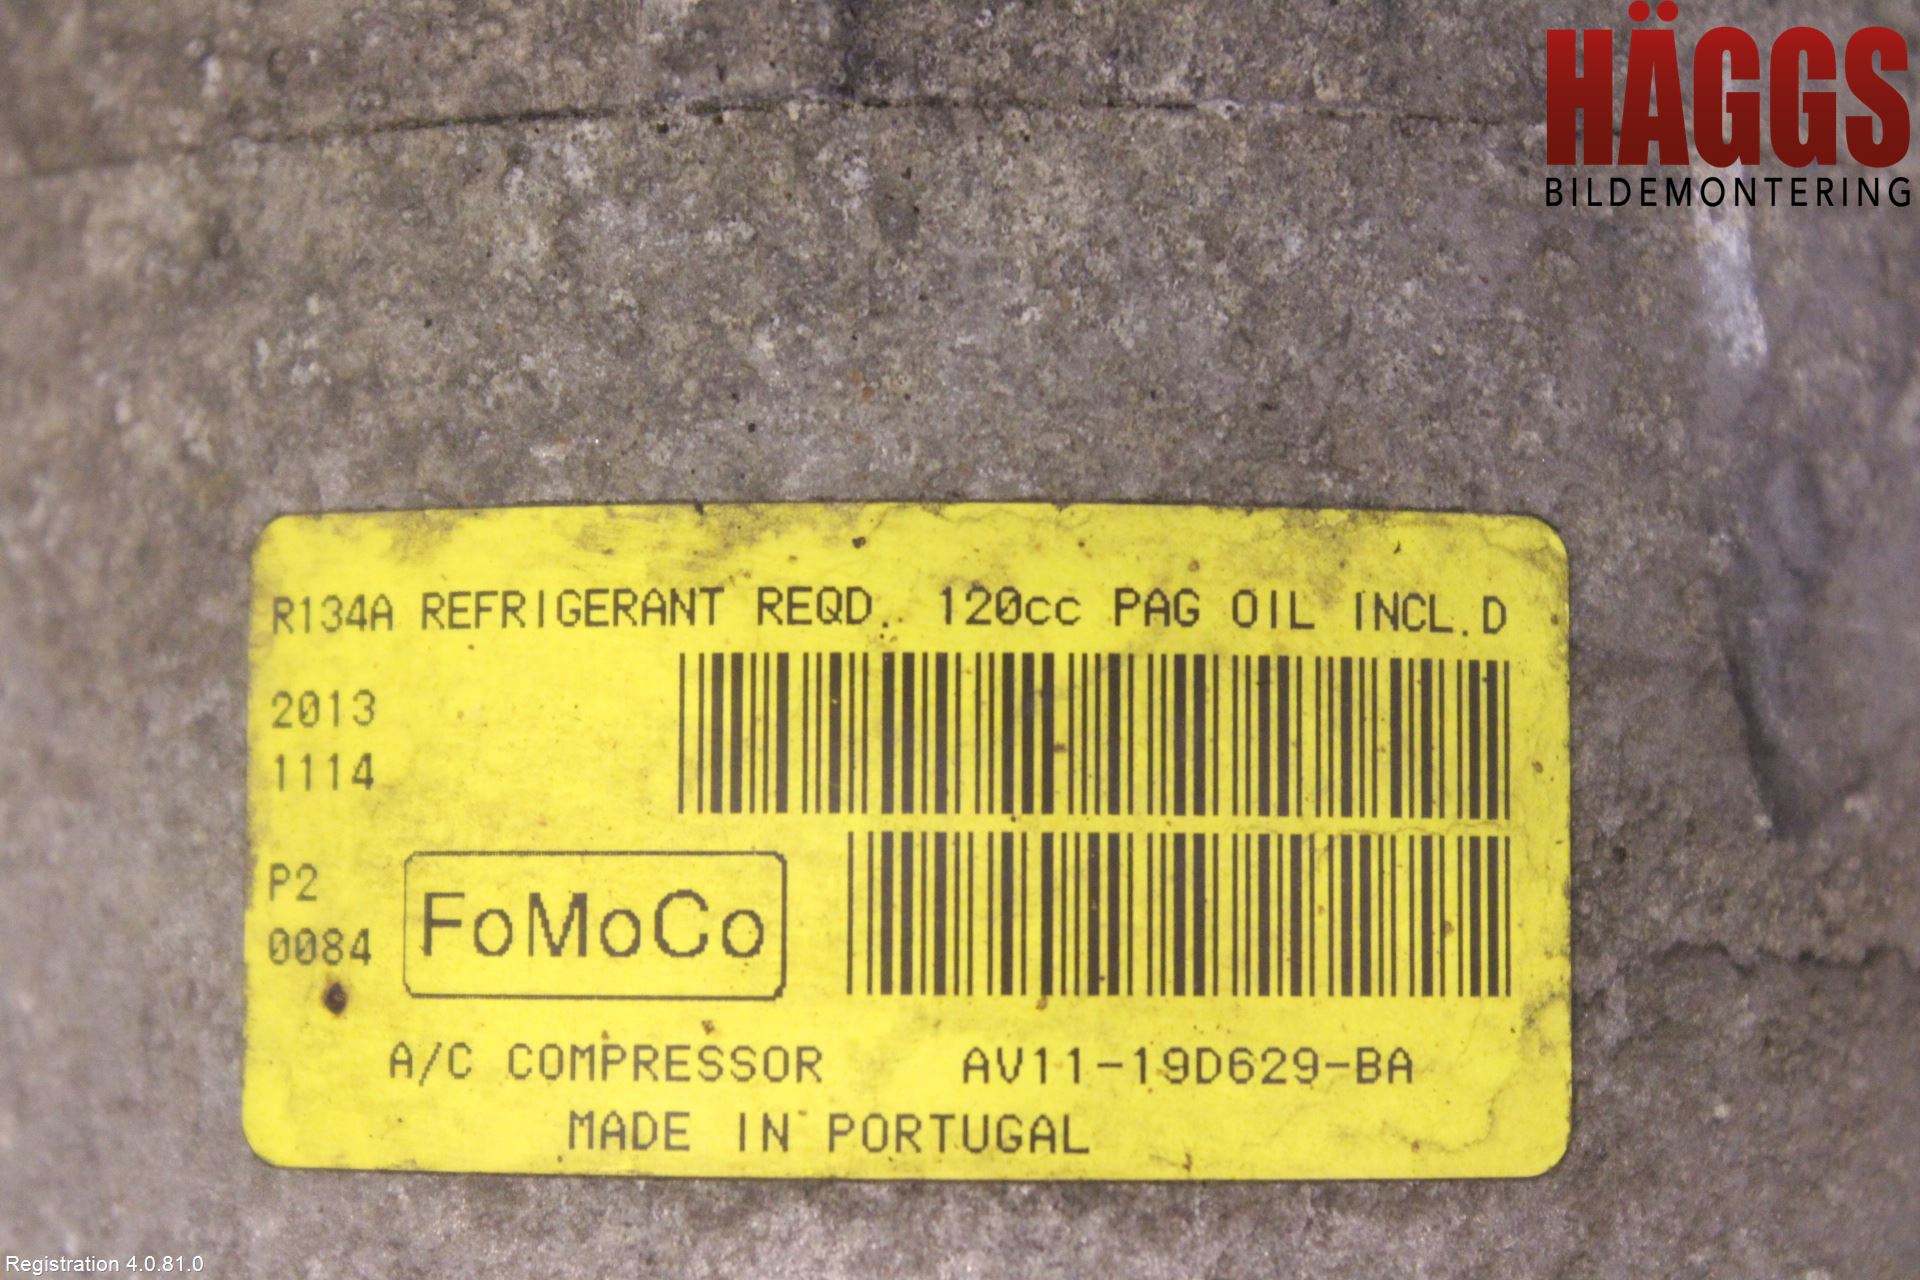 HÄGGS
BILDEMONTERING
R134A REFRIGERANT REQD. 120cc PAG OIL INCL.D
2013
1114
P2
0084
FoMoCo
A/C COMPRESSOR AV11-19D629-BA
MADE IN PORTUGAL
Registration 4.0.81.0